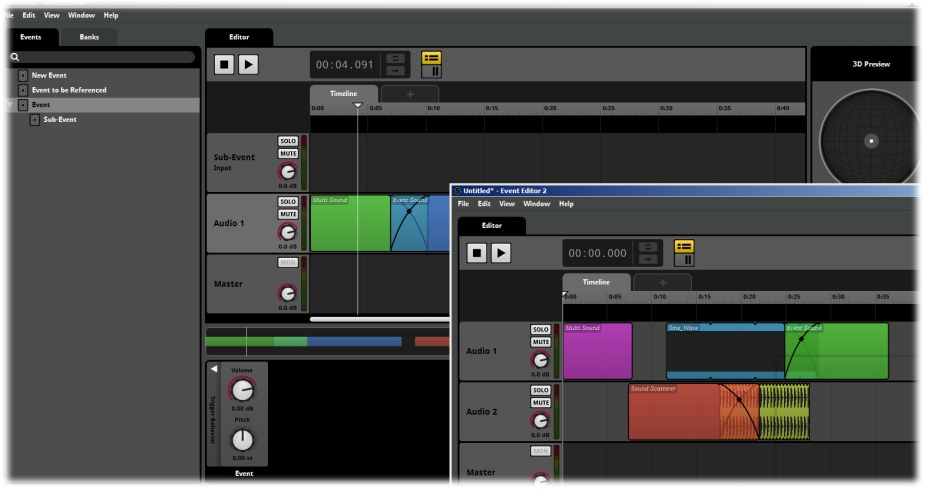 File Edit View Window Help
Events Banks
Editor
New Event
Event to be Referenced
Event
Sub-Event
00:04.091
3D Preview
Timeline +
0:00 0:05 0:10 0:15 0:20 0:25 0:30 0:35 0:40
Sub-Event
Input
SOLO
MUTE
0.0 dB
Audio 1
SOLO
MUTE
0.0 dB
Multi Sound
Event Sound
Master
MON
0.0 dB
Trigger Behavior
Volume
0.00 dB
Pitch
0.00 st
Event
Untitled* - Event Editor 2
File Edit View Window Help
Editor
00:00.000
Timeline +
0:00 0:05 0:10 0:15 0:20 0:25 0:30 0:35
Audio 1
SOLO
MUTE
0.0 dB
Multi Sound
Sine_Wave
Event Sound
Audio 2
SOLO
MUTE
0.0 dB
Sound Scatterer
Master
MON